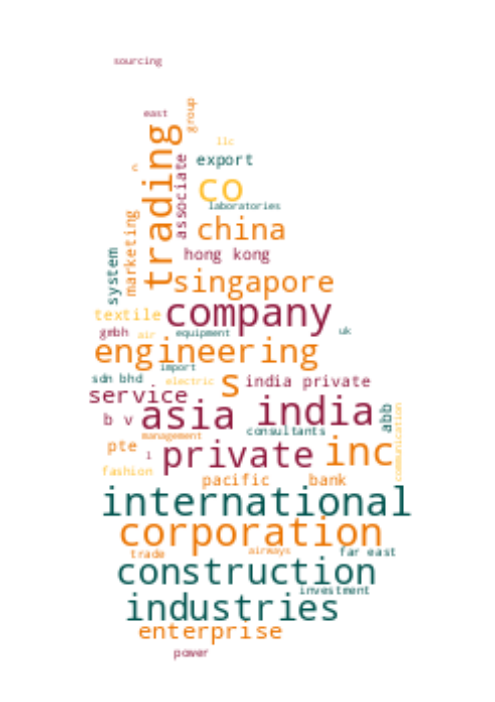 sourcing
east
group
llc
trading
associate
export
c
co
laboratories
marketing
china
system
hong kong
singapore
textile
company
gmbh
air
equipment
uk
engineering
import
sdn bhd
electric
s
india private
service
b v
asia
india
abb
communication
management
consultants
pte
l
private
inc
fashion
pacific
bank
international
corporation
trade
airways
far east
construction
investment
industries
enterprise
power